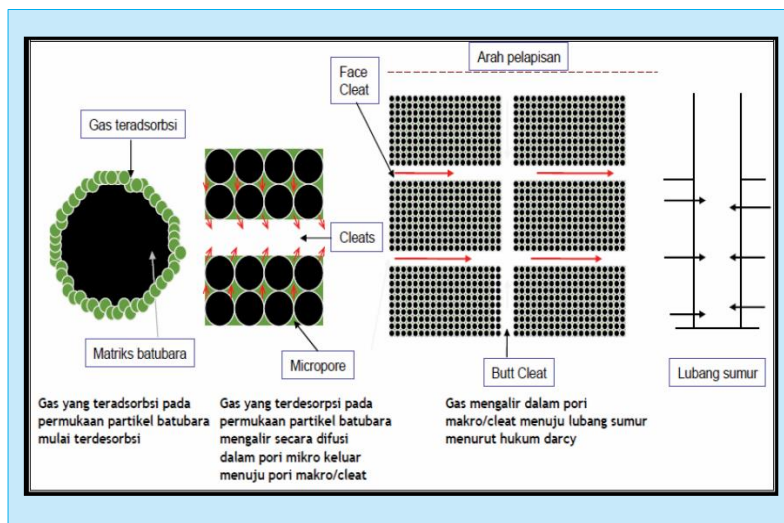 Arah pelapisan
Face
Cleat
Gas teradsorbsi
Cleats
Matriks batubara
Micropore
Butt Cleat
Lubang sumur
Gas yang teradsorbsi pada
permukaan partikel batubara
mulai terdesorbsi
Gas yang terdesorpsi pada
permukaan partikel batubara
mengalir secara difusi
dalam pori mikro keluar
menuju pori makro/cleat
Gas mengalir dalam pori
makro/cleat menuju lubang sumur
menurut hukum darcy